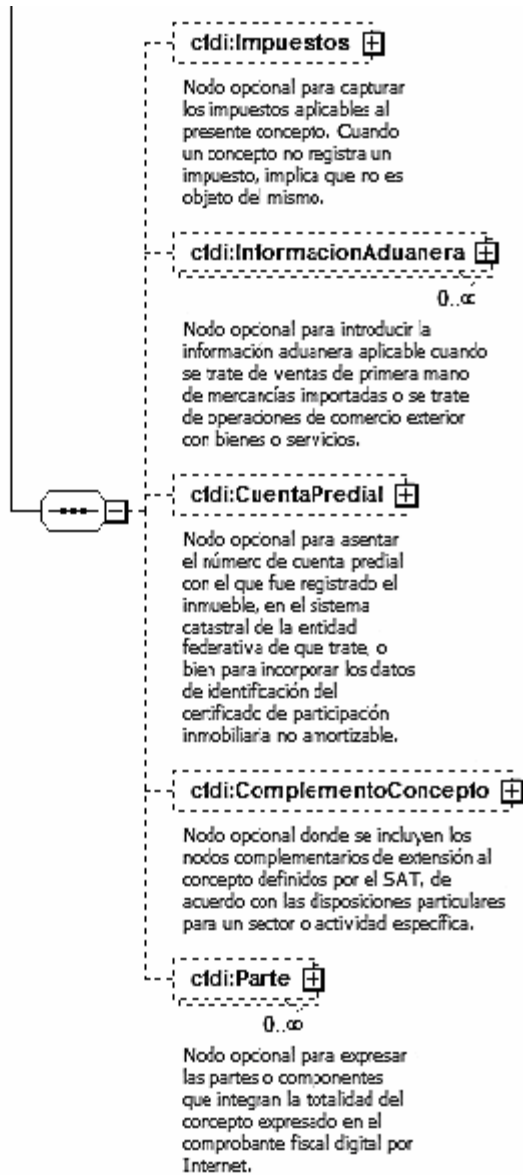 cfdi:Impuestos
Nodo opcional para capturar
los impuestos aplicables al
presente concepto. Cuando
un concepto no registra un
impuesto, implica que no es
objeto del mismo.
cfdi:InformacionAduanera
0..∞
Nodo opcional para introducir la
información aduanera aplicable cuando
se trate de ventas de primera mano
de mercancías importadas o se trate
de operaciones de comercio exterior
con bienes o servicios.
cfdi:CuentaPredial
Nodo opcional para asentar
el número de cuenta predial
con el que fue registrado el
inmueble, en el sistema
catastral de la entidad
federativa de que trate, o
bien para incorporar los datos
de identificación del
certificado de participación
inmobiliaria no amortizable.
cfdi:ComplementoConcepto
Nodo opcional donde se incluyen los
nodos complementarios de extensión al
concepto definidos por el SAT, de
acuerdo con las disposiciones particulares
para un sector o actividad específica.
cfdi:Parte
0..∞
Nodo opcional para expresar
las partes o componentes
que integran la totalidad del
concepto expresado en el
comprobante fiscal digital por
Internet.